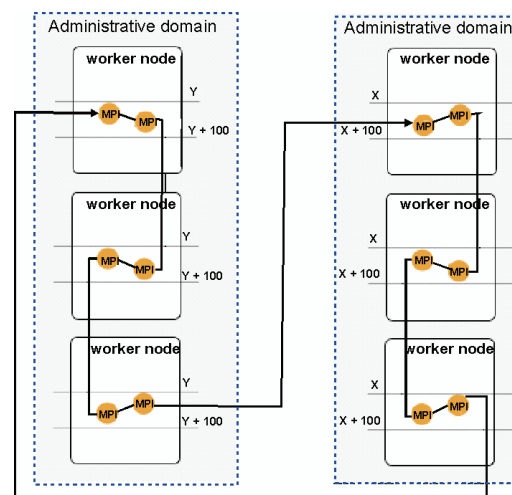 Administrative domain
worker node
Y
MPI
MPI
Y + 100
worker node
Y
MPI
MPI
Y + 100
worker node
Y
MPI
MPI
Y + 100
Administrative domain
worker node
X
MPI
MPI
X + 100
worker node
X
MPI
MPI
X + 100
worker node
X
MPI
MPI
X + 100